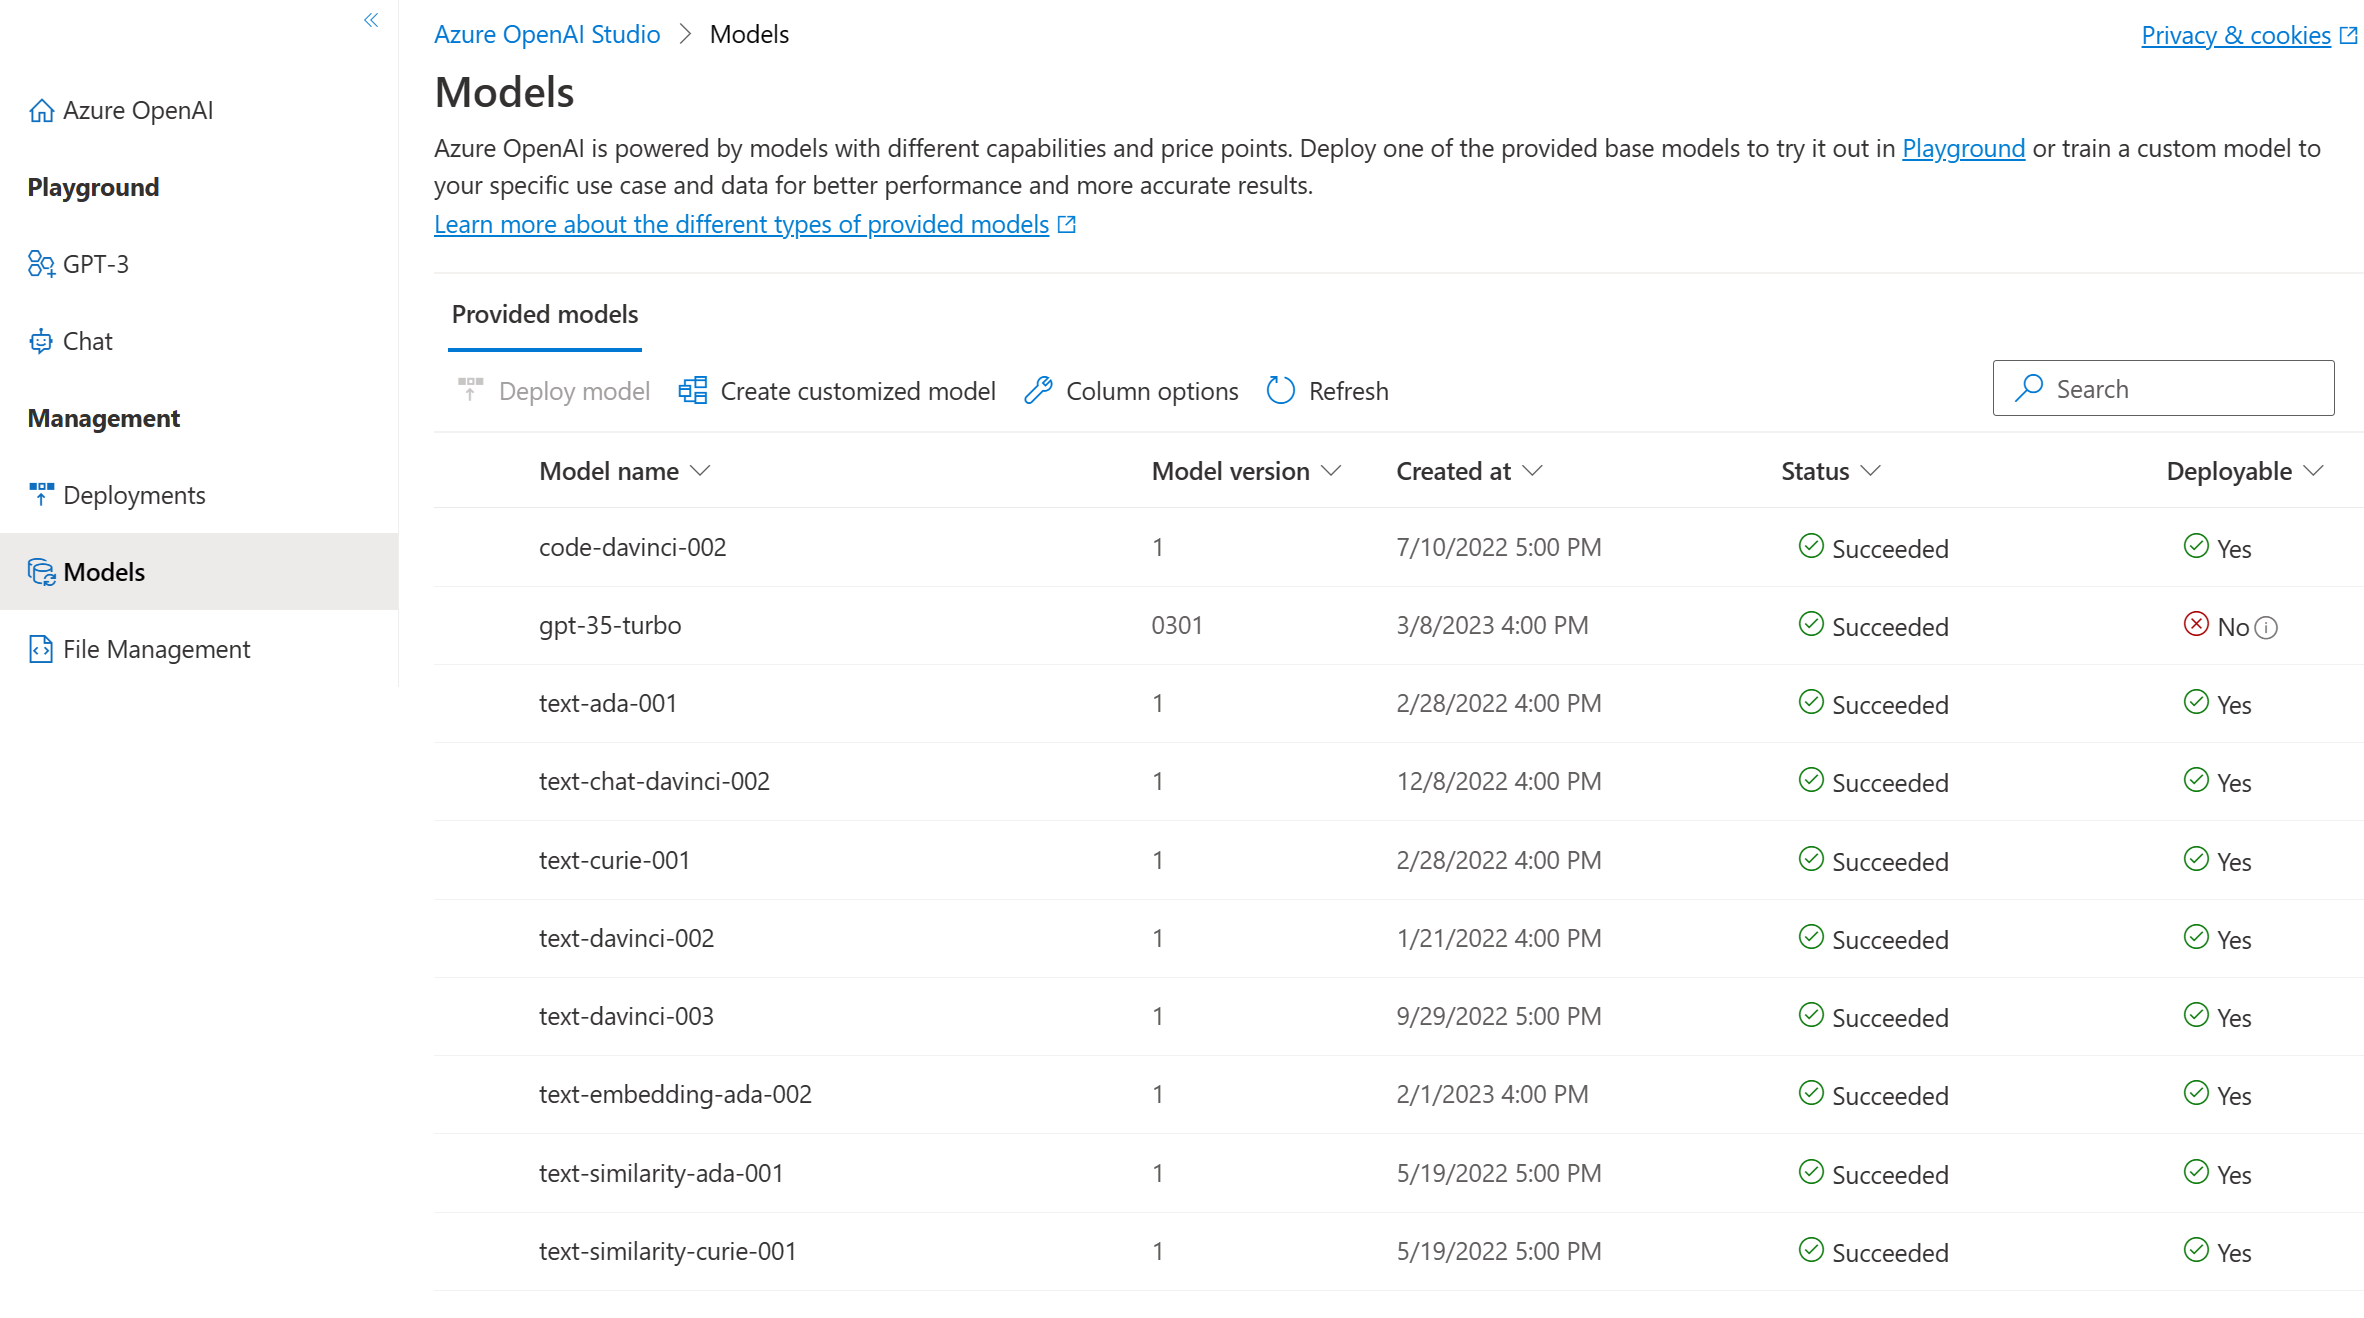 Azure OpenAI
Playground
GPT-3
Chat
Management
Deployments
Models
File Management
Azure OpenAI Studio > Models
Privacy & cookies
Models
Azure OpenAI is powered by models with different capabilities and price points. Deploy one of the provided base models to try it out in Playground or train a custom model to
your specific use case and data for better performance and more accurate results.
Learn more about the different types of provided models
Provided models
Deploy model Create customized model Column options Refresh Search
Model name Model version Created at Status Deployable
code-davinci-002 1 7/10/2022 5:00 PM Succeeded Yes
gpt-35-turbo 0301 3/8/2023 4:00 PM Succeeded No
text-ada-001 1 2/28/2022 4:00 PM Succeeded Yes
text-chat-davinci-002 1 12/8/2022 4:00 PM Succeeded Yes
text-curie-001 1 2/28/2022 4:00 PM Succeeded Yes
text-davinci-002 1 1/21/2022 4:00 PM Succeeded Yes
text-davinci-003 1 9/29/2022 5:00 PM Succeeded Yes
text-embedding-ada-002 1 2/1/2023 4:00 PM Succeeded Yes
text-similarity-ada-001 1 5/19/2022 5:00 PM Succeeded Yes
text-similarity-curie-001 1 5/19/2022 5:00 PM Succeeded Yes